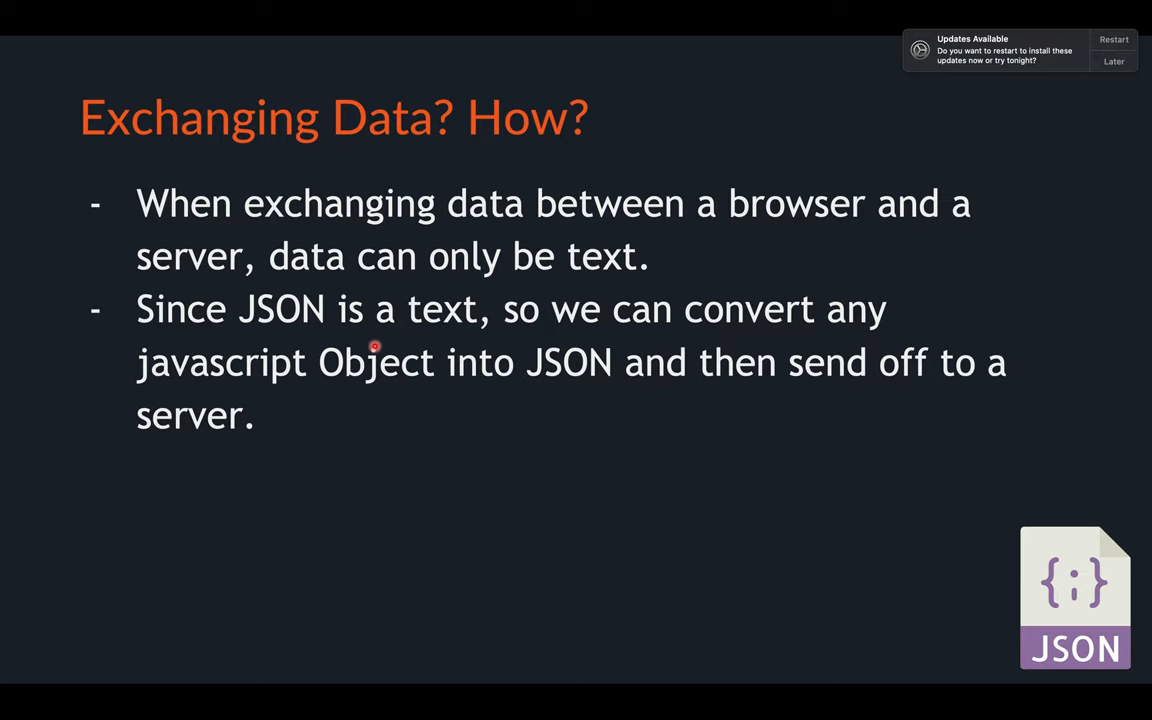 Updates Available
Do you want to restart to install these
updates now or try tonight?
Restart
Later
Exchanging Data? How?
- When exchanging data between a browser and a
server, data can only be text.
- Since JSON is a text, so we can convert any
javascript Object into JSON and then send off to a
server.
{;}
JSON